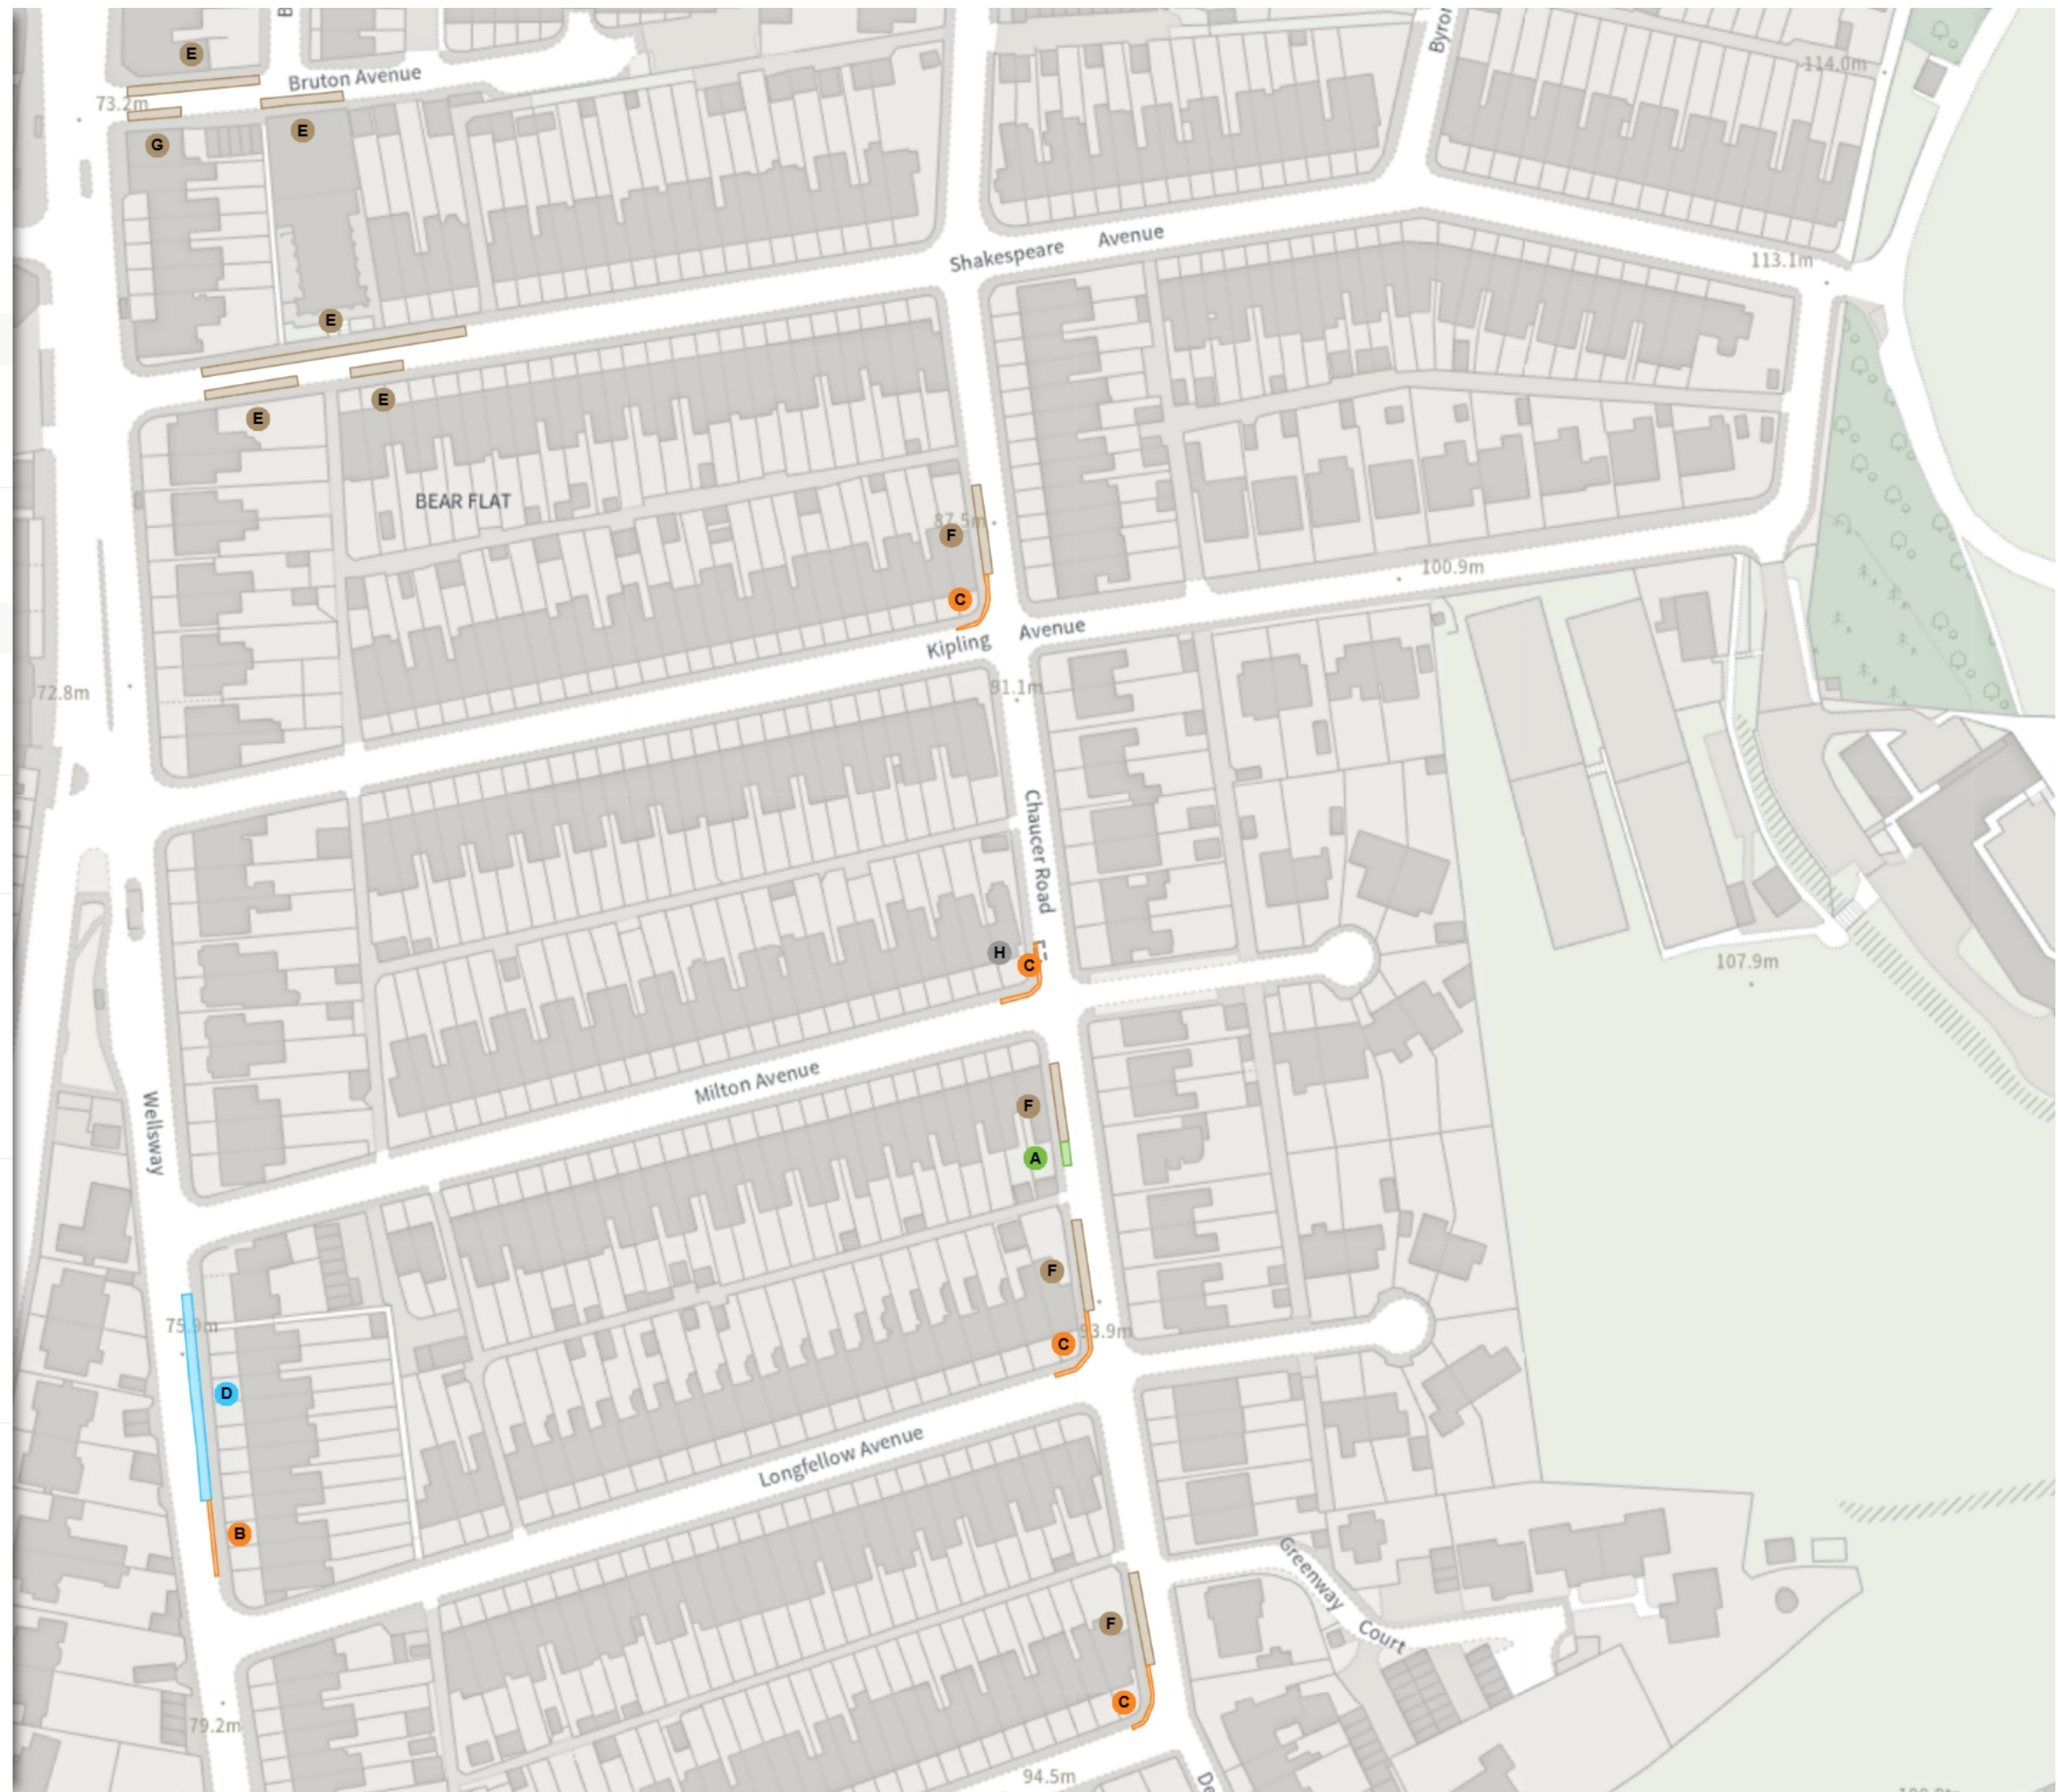 E
Bruton Avenue
Byron
114.0m
73.2m
G
E
Shakespeare Avenue
113.1m
E
E
E
BEAR FLAT
87.5m
F
100.9m
C
Kipling Avenue
72.8m
91.1m
Chaucer Road
H
C
107.9m
Milton Avenue
Wellsway
F
A
F
75.9m
93.9m
C
D
Longfellow Avenue
B
Greenway Court
F
C
79.2m
94.5m
De